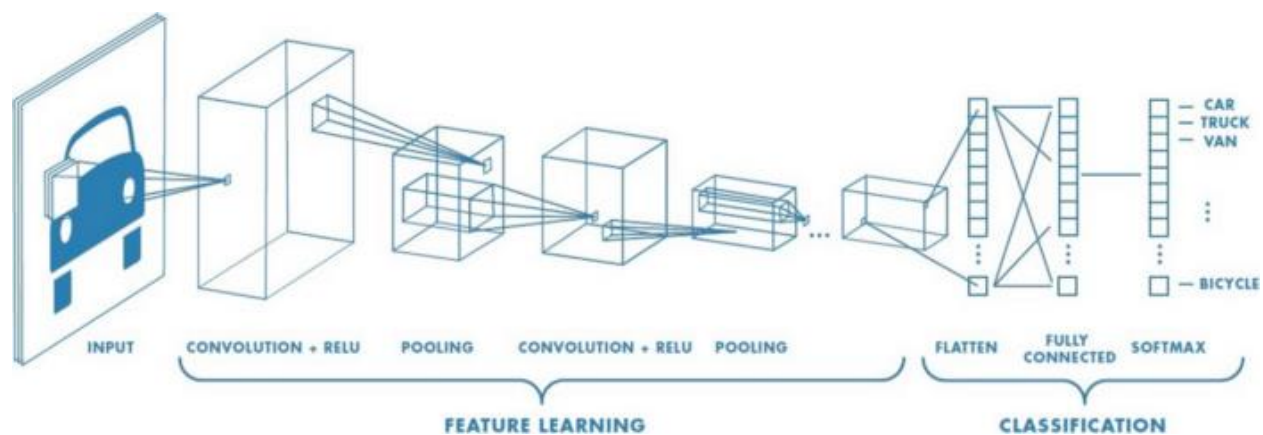 CAR
TRUCK
VAN
BICYCLE
INPUT
CONVOLUTION + RELU
POOLING
CONVOLUTION + RELU
POOLING
FLATTEN
FULLY
CONNECTED
SOFTMAX
FEATURE LEARNING
CLASSIFICATION